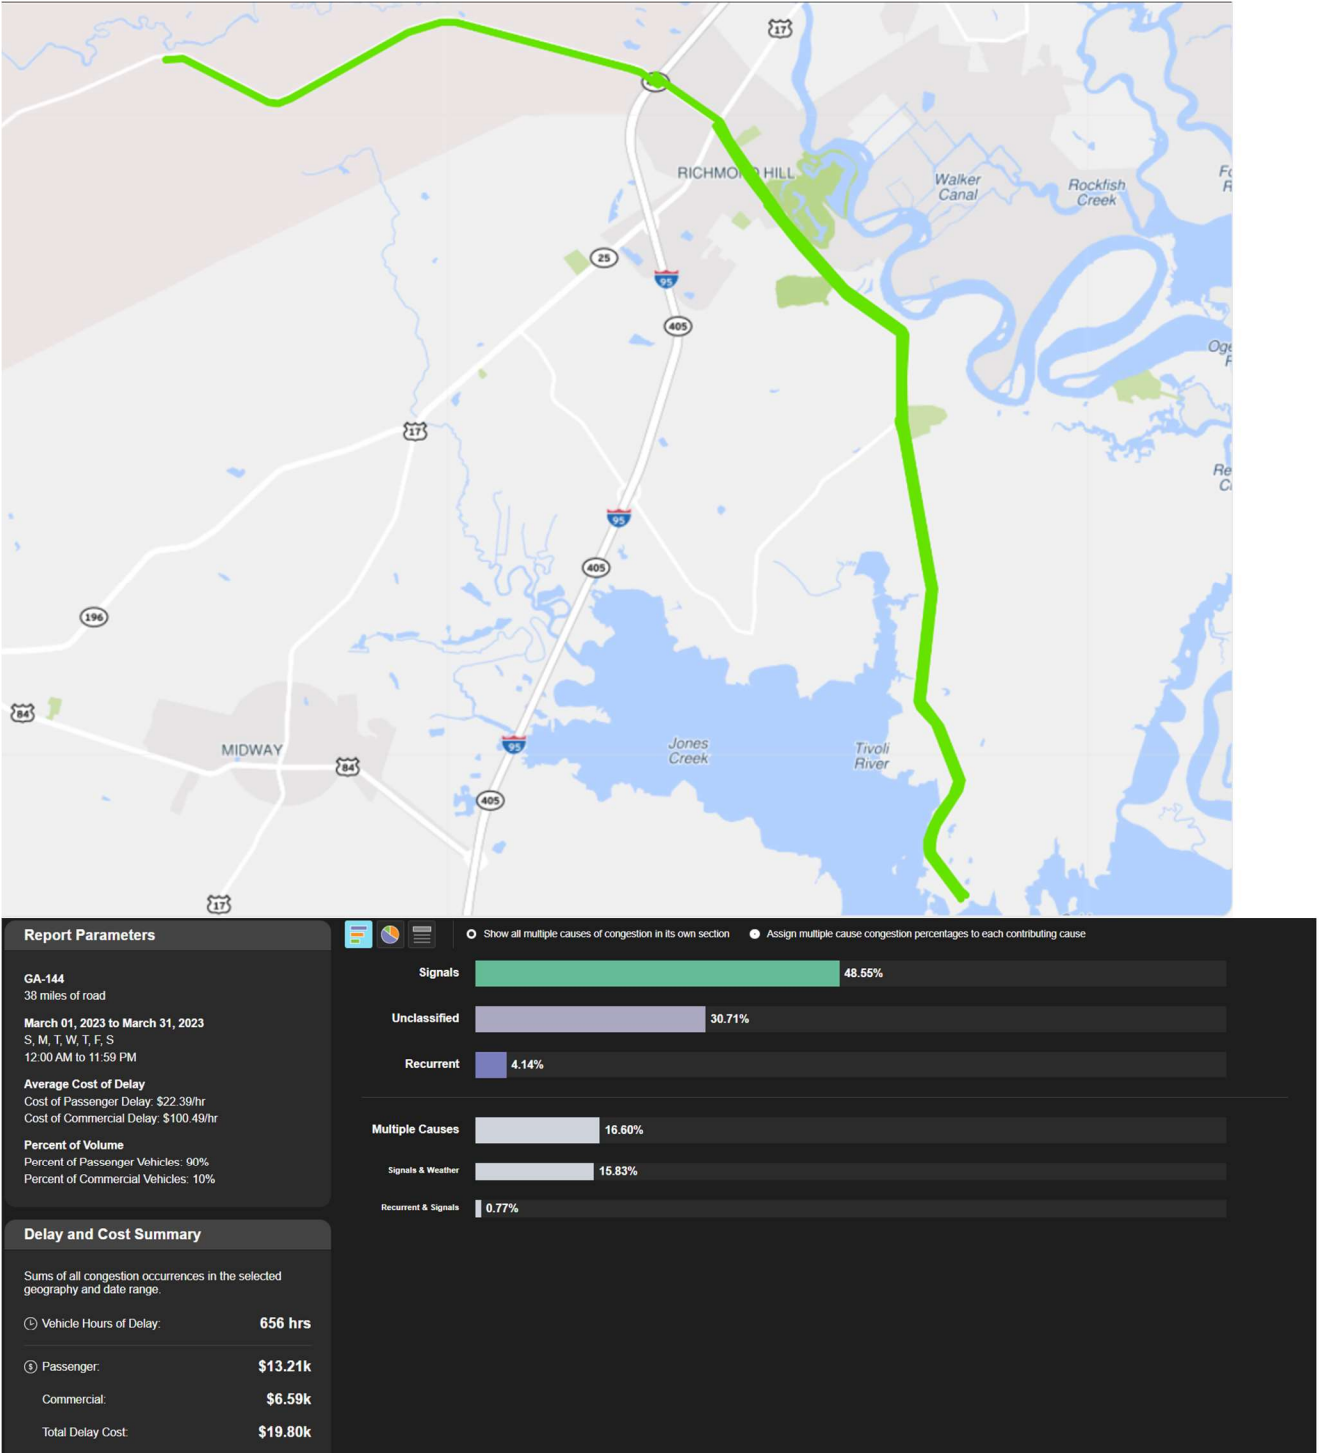 17
RICHMOND HILL
Walker
Canal
Rockfish
Creek
25
95
405
17
95
405
196
84
MIDWAY
84
95
Jones
Creek
Tivoli
River
405
17
Report Parameters
GA-144
38 miles of road
March 01, 2023 to March 31, 2023
S, M, T, W, T, F, S
12:00 AM to 11:59 PM
Average Cost of Delay
Cost of Passenger Delay: $22.39/hr
Cost of Commercial Delay: $100.49/hr
Percent of Volume
Percent of Passenger Vehicles: 90%
Percent of Commercial Vehicles: 10%
Delay and Cost Summary
Sums of all congestion occurrences in the selected
geography and date range.
Vehicle Hours of Delay: 656 hrs
Passenger: $13.21k
Commercial: $6.59k
Total Delay Cost: $19.80k
Show all multiple causes of congestion in its own section Assign multiple cause congestion percentages to each contributing cause
Signals 48.55%
Unclassified 30.71%
Recurrent 4.14%
Multiple Causes 16.60%
Signals & Weather 15.83%
Recurrent & Signals 0.77%